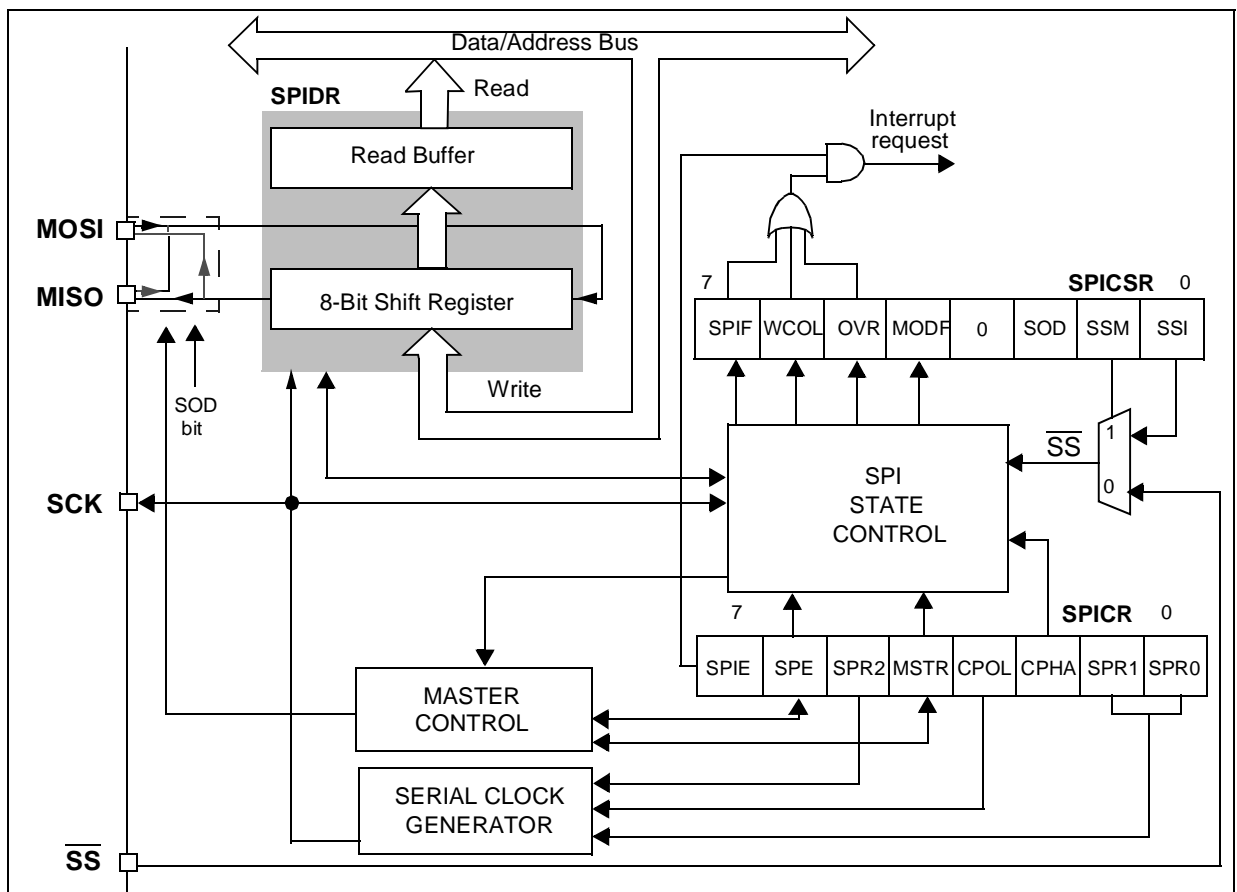 Data/Address Bus
Read
SPIDR
Read Buffer
Interrupt
request
MOSI
MISO
8-Bit Shift Register
7
SPICSR
0
SPIF
WCOL
OVR
MODF
0
SOD
SSM
SSI
Write
SOD
bit
1
SS
0
SCK
SPI
STATE
CONTROL
7
SPICR
0
SPIE
SPE
SPR2
MSTR
CPOL
CPHA
SPR1
SPR0
MASTER
CONTROL
SERIAL CLOCK
GENERATOR
SS